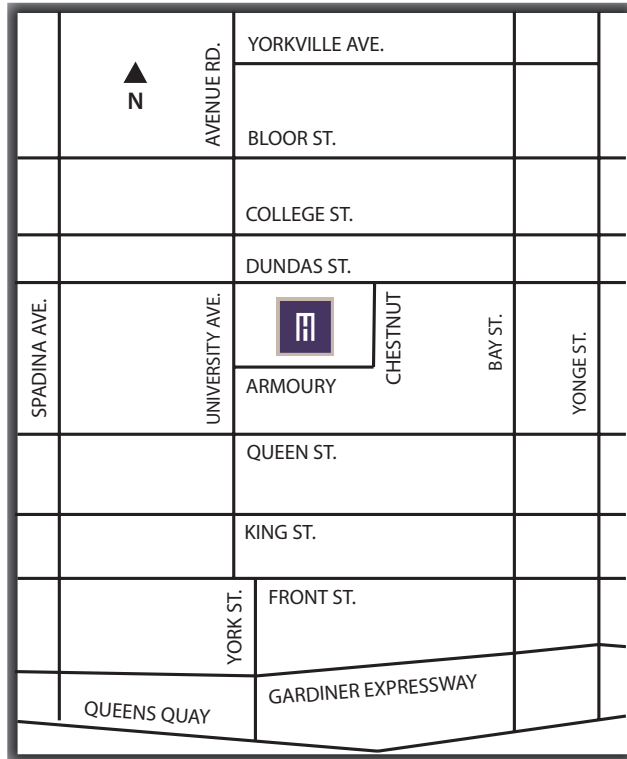 YORKVILLE AVE.
AVENUE RD.
N
BLOOR ST.
COLLEGE ST.
DUNDAS ST.
SPADINA AVE.
UNIVERSITY AVE.
CHESTNUT
BAY ST.
YONGE ST.
ARMOURY
QUEEN ST.
KING ST.
YORK ST.
FRONT ST.
GARDINER EXPRESSWAY
QUEENS QUAY